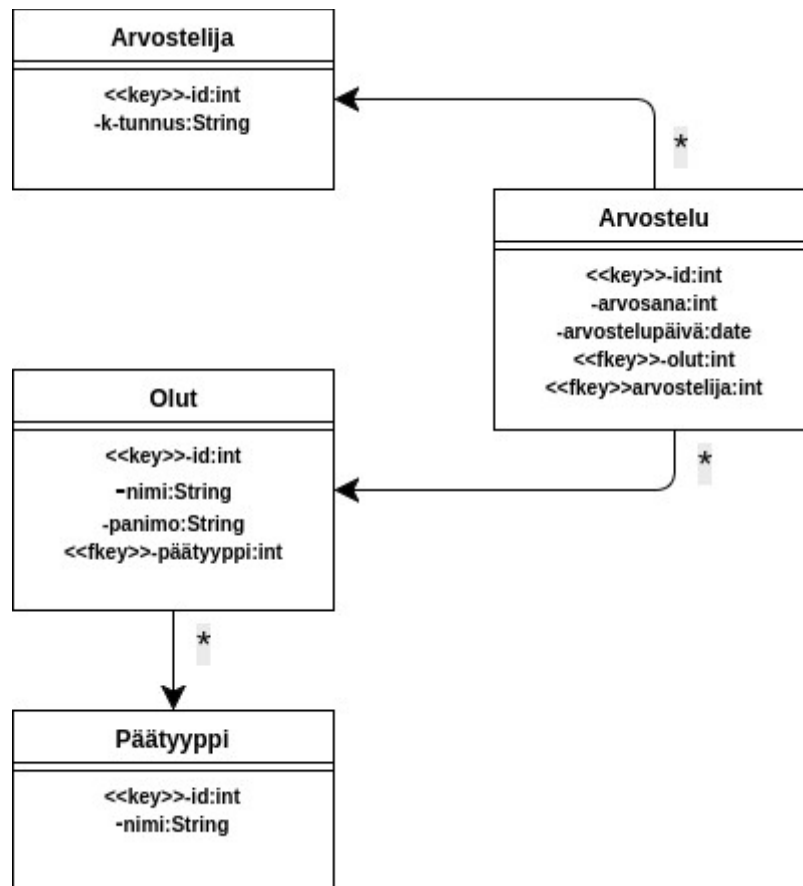 Arvostelija
<<key>>-id:int
-k-tunnus:String
*
Arvostelu
<<key>>-id:int
-arvosana:int
-arvostelupäivä:date
<<fkey>>-olut:int
<<fkey>>arvostelija:int
*
Olut
<<key>>-id:int
-nimi:String
-panimo:String
<<fkey>>-päätyyppi:int
*
Päätyyppi
<<key>>-id:int
-nimi:String